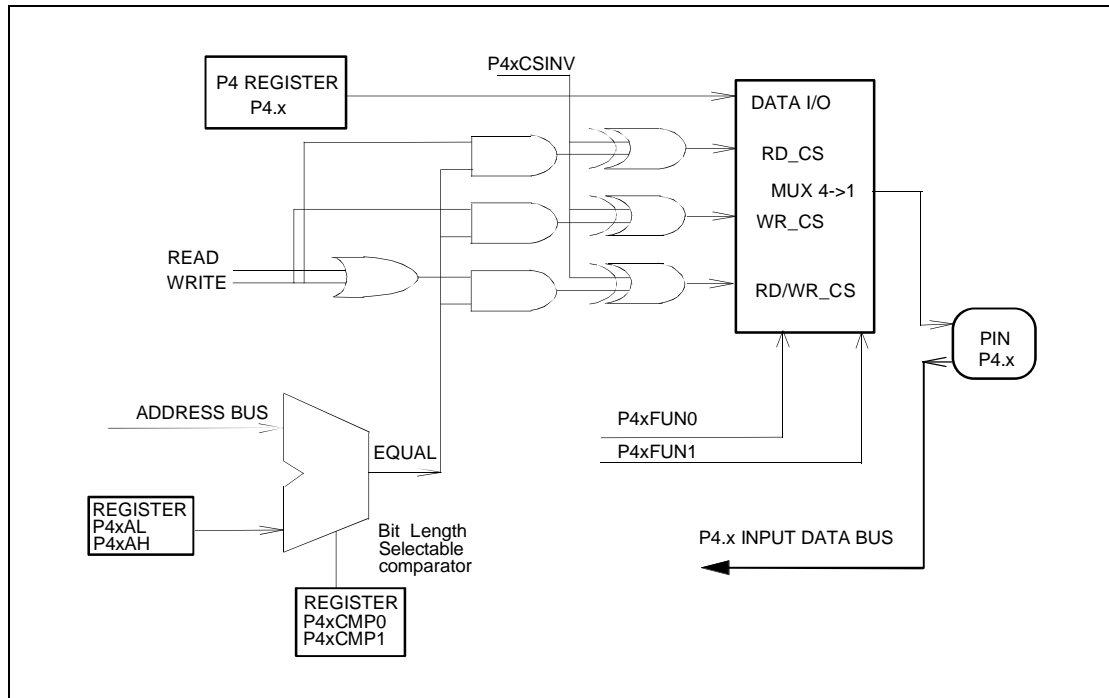 P4xCSINV
P4 REGISTER
P4.x
DATA I/O
RD_CS
MUX 4->1
WR_CS
READ
WRITE
RD/WR_CS
PIN
P4.x
ADDRESS BUS
P4xFUN0
EQUAL
P4xFUN1
REGISTER
P4xAL
P4xAH
Bit Length
Selectable
comparator
P4.x INPUT DATA BUS
REGISTER
P4xCMP0
P4xCMP1